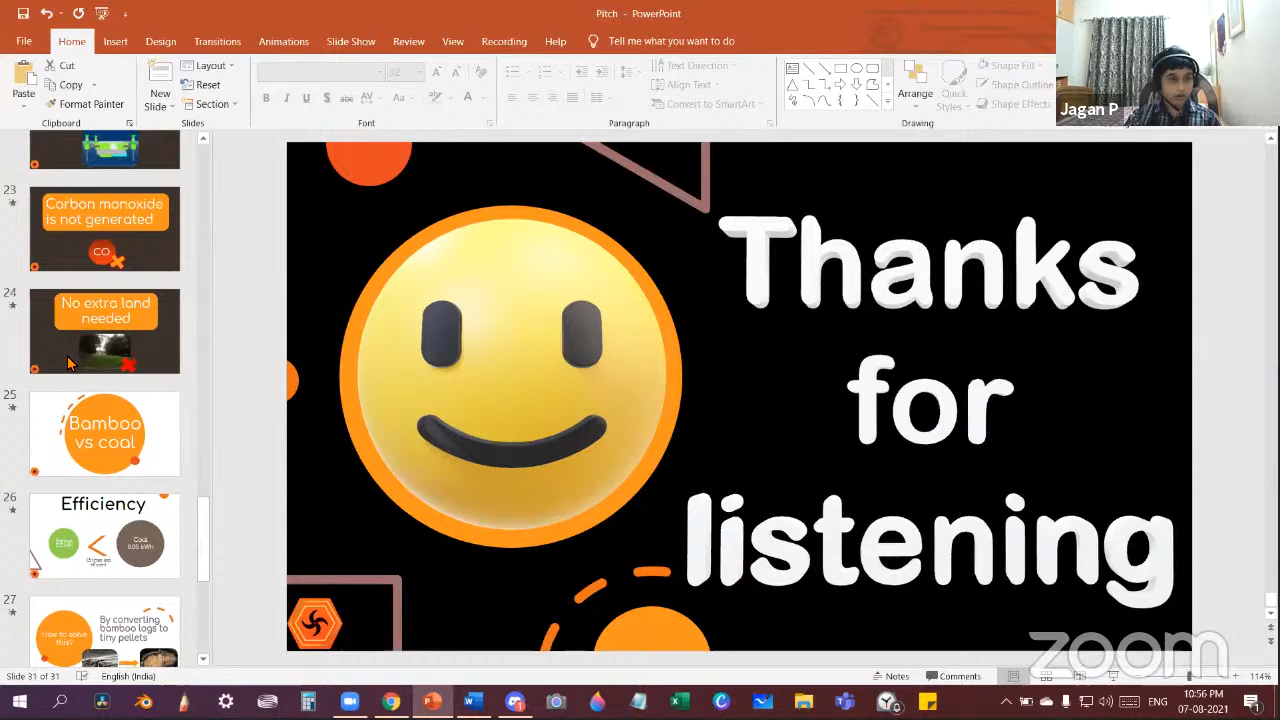 Pitch - PowerPoint
File Home Insert Design Transitions Animations Slide Show Review View Recording Help Tell me what you want to do
Cut
Copy
Format Painter
Paste
Clipboard
New
Slide
Layout
Reset
Section
Slides
32
Font
Text Direction
Align Text
Convert to SmartArt
Paragraph
Arrange
Quick
Styles
Shape Fill
Shape Outline
Shape Effects
Drawing
Jagan P
23
Carbon monoxide
is not generated
CO
24
No extra land
needed
25
Bamboo
vs coal
26
Efficiency
Coal
27
How to solve
this?
By converting
bamboo logs to
tiny pellets
Thanks
for
listening
zoom
Slide 31 of 31 English (India) Notes Comments 114%
ENG
10:56 PM
07-08-2021